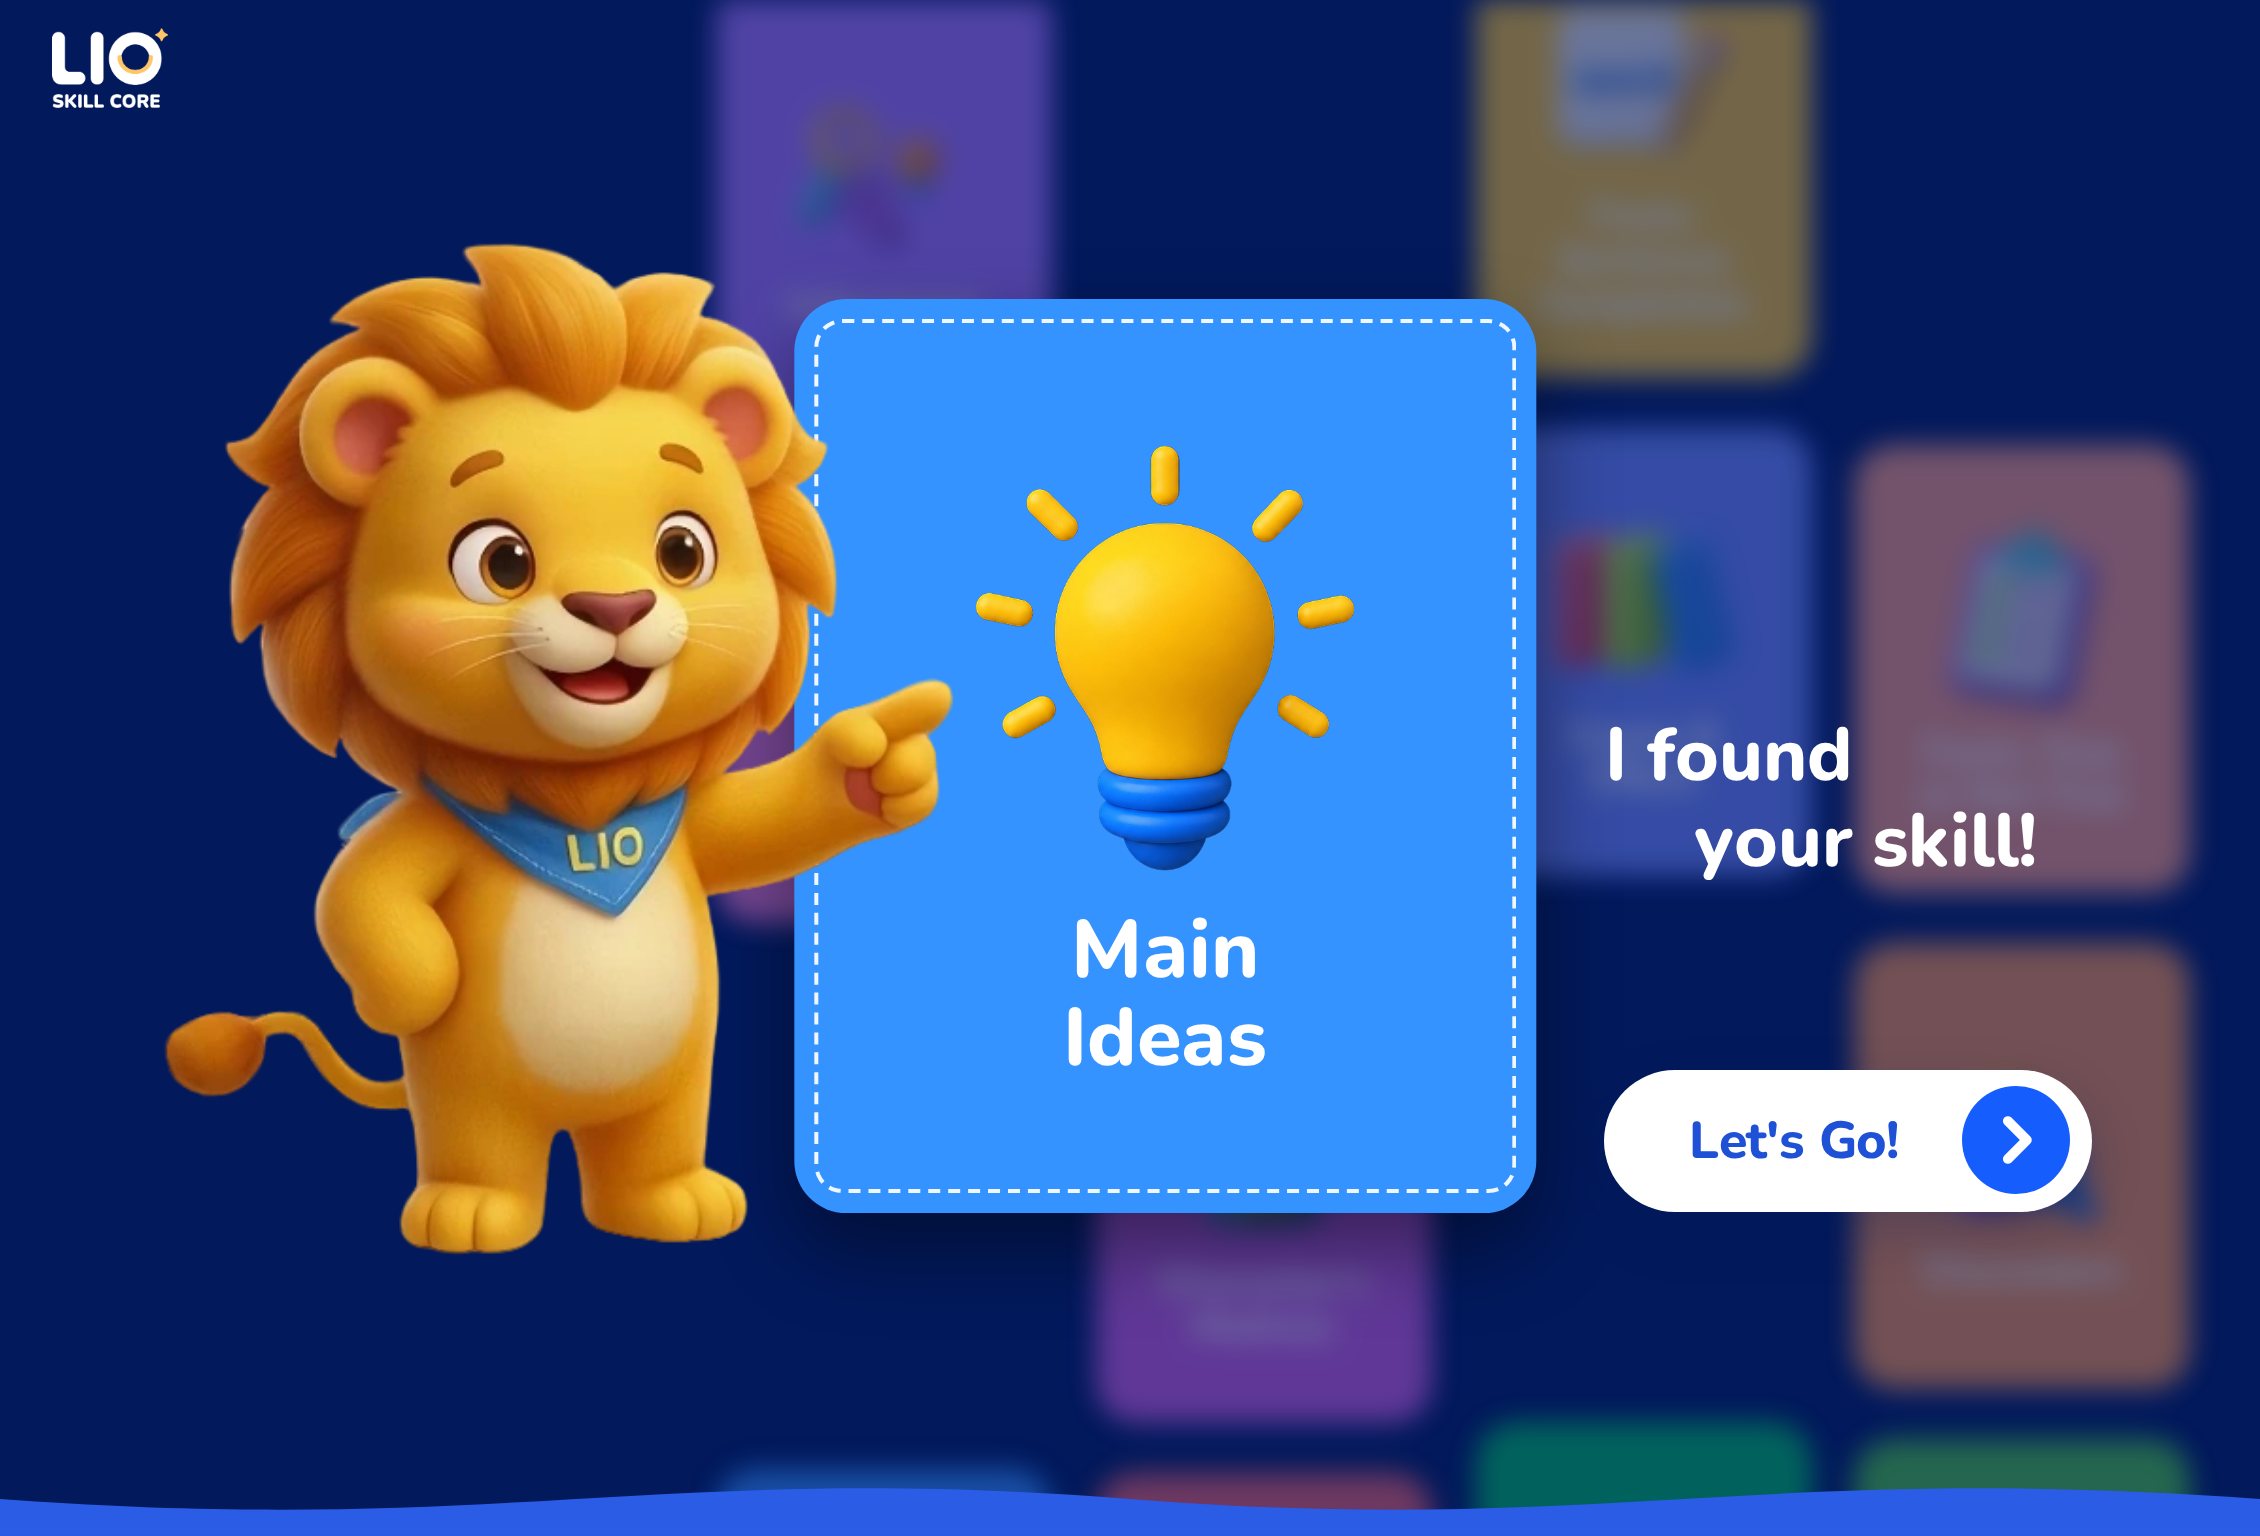 LIO
SKILL CORE
LIO
Main
Ideas
I found
your skill!
Let's Go!